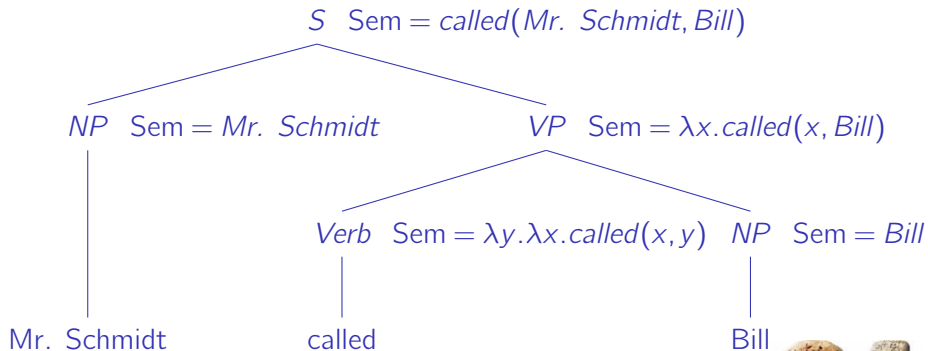 S Sem = called(Mr. Schmidt, Bill)
NP Sem = Mr. Schmidt VP Sem = λx.called(x, Bill)
Verb Sem = λy.λx.called(x, y) NP Sem = Bill
Mr. Schmidt called Bill